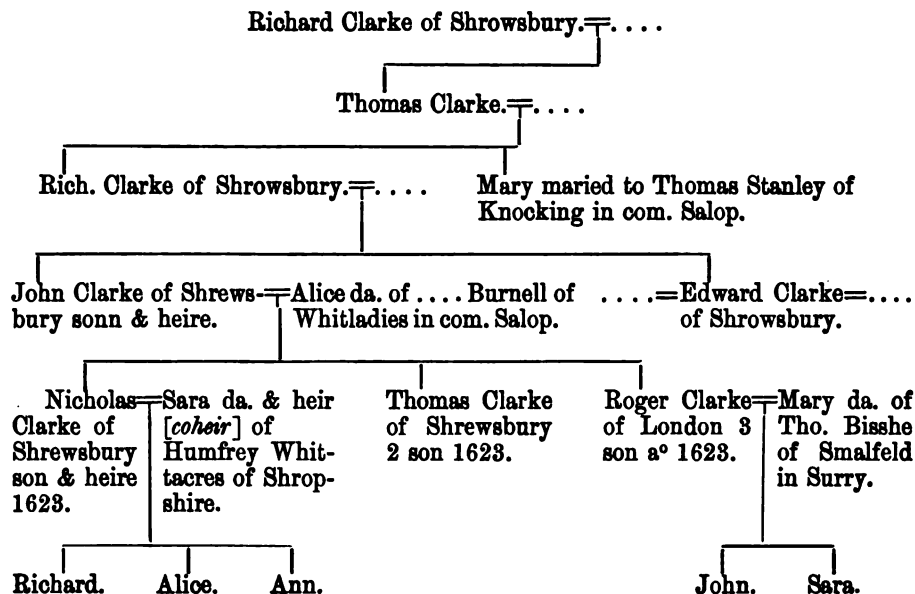 Richard Clarke of Shrowsbury.=....
Thomas Clarke.=....
Rich. Clarke of Shrowsbury.=....
Mary maried to Thomas Stanley of
Knocking in com. Salop.
John Clarke of Shrews-
bury sonn & heire.
=Alice da. of .... Burnell of
Whitladies in com. Salop.
....=Edward Clarke=....
of Shrowsbury.
Nicholas=
Clarke of
Shrewsbury
son & heire
1623.
Sara da. & heir
[coheir] of
Humfrey Whit-
tacres of Shrop-
shire.
Thomas Clarke
of Shrewsbury
2 son 1623.
Roger Clarke=
of London 3
son aº 1623.
Mary da. of
Tho. Bisshe
of Smalfeld
in Surry.
Richard.
Alice.
Ann.
John.
Sara.